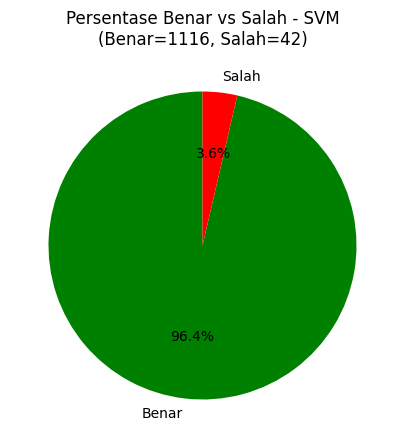 Persentase Benar vs Salah - SVM
(Benar=1116, Salah=42)
Salah
3.6%
96.4%
Benar